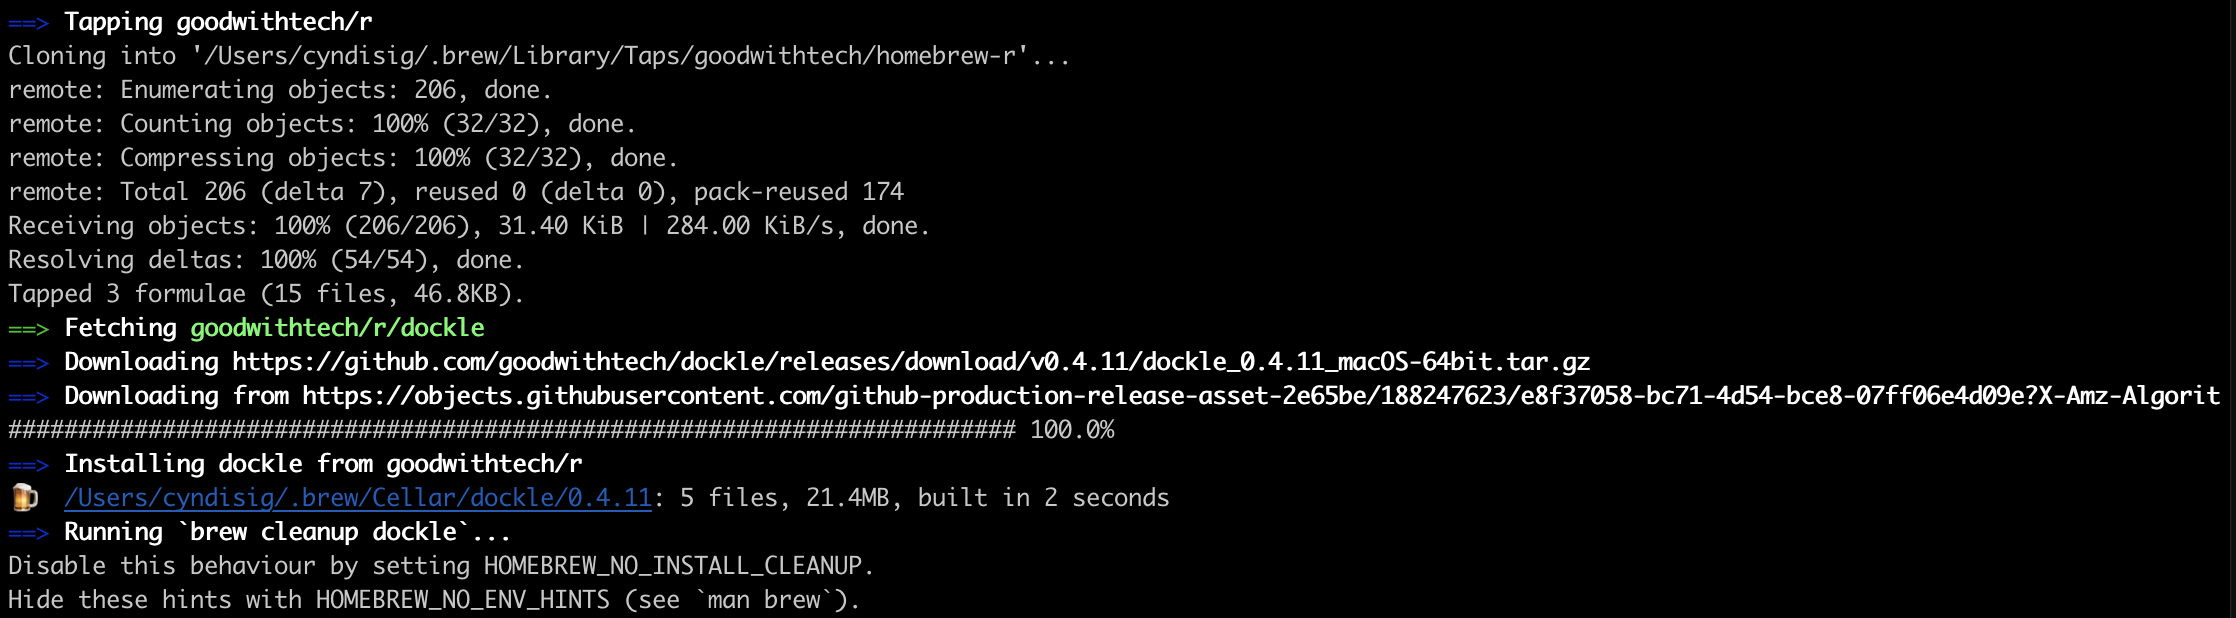 ==> Tapping goodwithtech/r
Cloning into '/Users/cyndisig/.brew/Library/Taps/goodwithtech/homebrew-r'...
remote: Enumerating objects: 206, done.
remote: Counting objects: 100% (32/32), done.
remote: Compressing objects: 100% (32/32), done.
remote: Total 206 (delta 7), reused 0 (delta 0), pack-reused 174
Receiving objects: 100% (206/206), 31.40 KiB | 284.00 KiB/s, done.
Resolving deltas: 100% (54/54), done.
Tapped 3 formulae (15 files, 46.8KB).
==> Fetching goodwithtech/r/dockle
==> Downloading https://github.com/goodwithtech/dockle/releases/download/v0.4.11/dockle_0.4.11_macOS-64bit.tar.gz
==> Downloading from https://objects.githubusercontent.com/github-production-release-asset-2e65be/188247623/e8f37058-bc71-4d54-bce8-07ff06e4d09e?X-Amz-Algorit
######################################################################## 100.0%
==> Installing dockle from goodwithtech/r
🍺 /Users/cyndisig/.brew/Cellar/dockle/0.4.11: 5 files, 21.4MB, built in 2 seconds
==> Running `brew cleanup dockle`...
Disable this behaviour by setting HOMEBREW_NO_INSTALL_CLEANUP.
Hide these hints with HOMEBREW_NO_ENV_HINTS (see `man brew`).